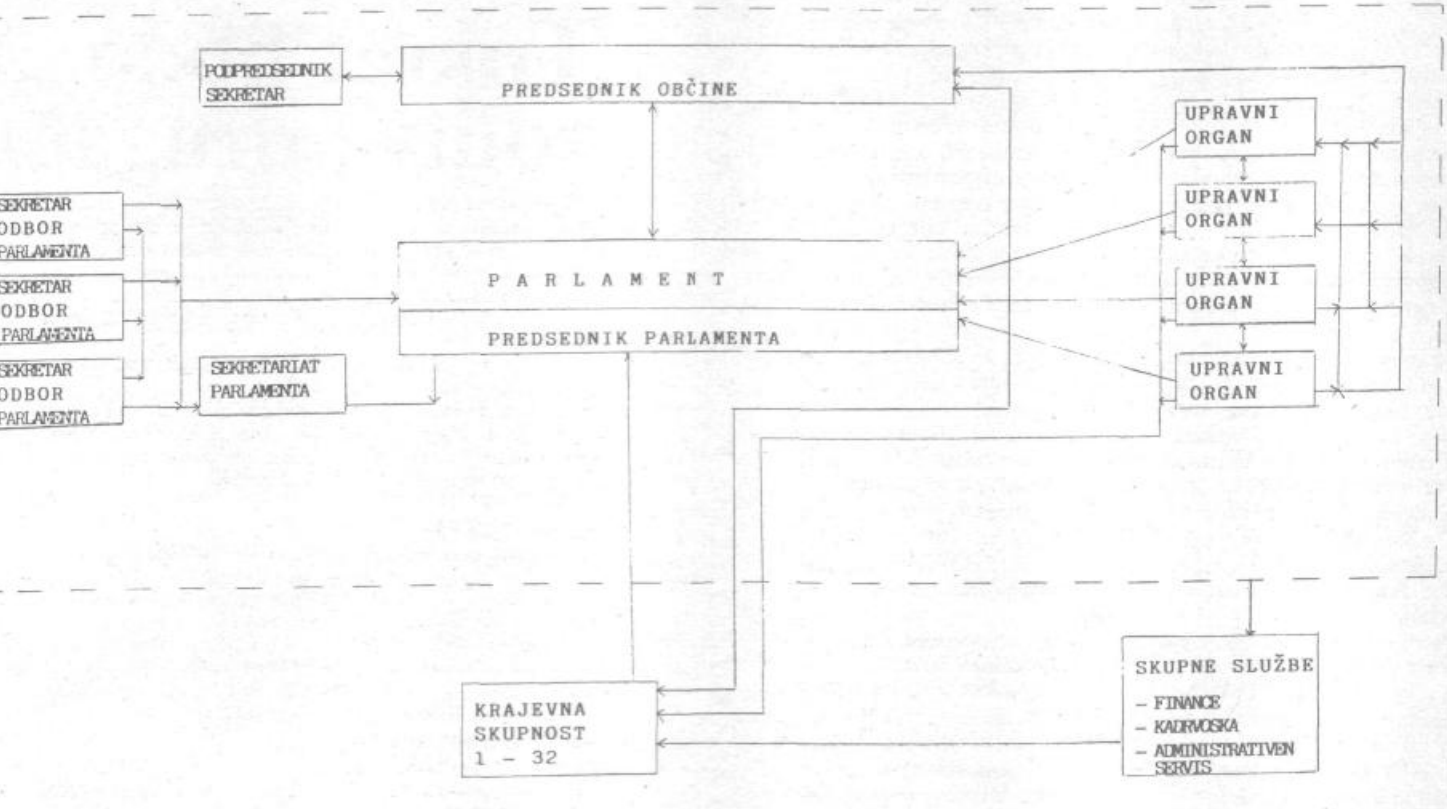 PODPREDSEDNIK
SEKRETAR
PREDSEDNIK OBČINE
UPRAVNI
ORGAN
UPRAVNI
ORGAN
UPRAVNI
ORGAN
UPRAVNI
ORGAN
SEKRETAR
ODBOR
PARLAMENTA
SEKRETAR
ODBOR
PARLAMENTA
SEKRETAR
ODBOR
PARLAMENTA
P A R L A M E N T
PREDSEDNIK PARLAMENTA
SEKRETARIAT
PARLAMENTA
KRAJEVNA
SKUPNOST
1 - 32
SKUPNE SLUŽBE
- FINANCE
- KADRVOSKA
- ADMINISTRATIVEN
SERVIS